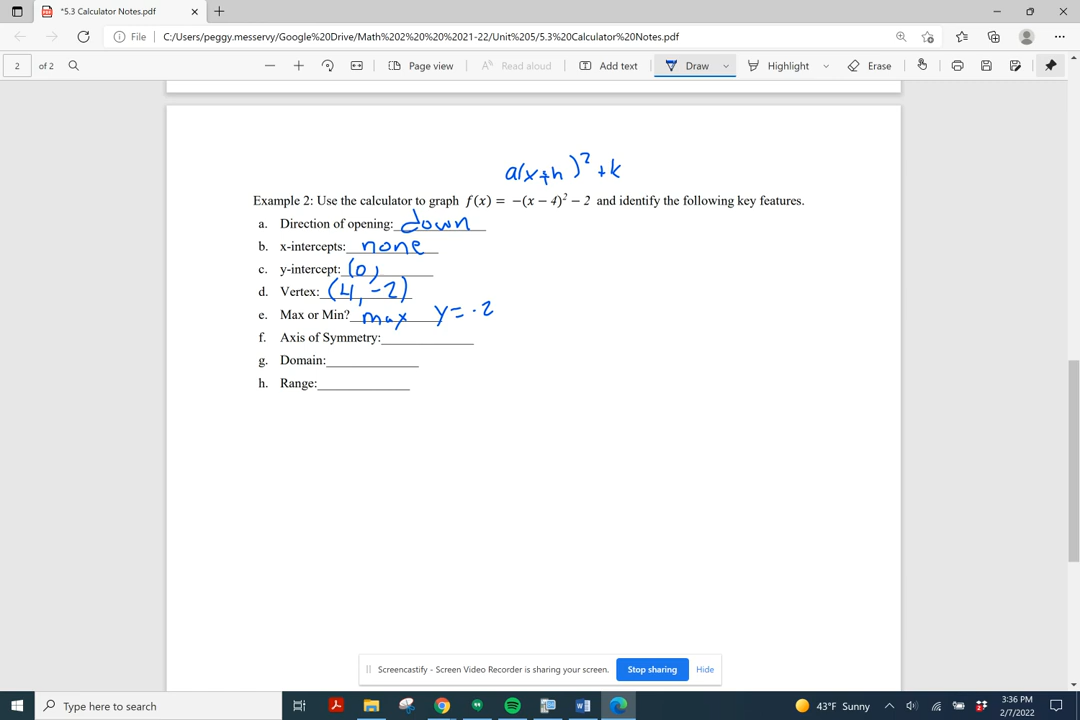 *5.3 Calculator Notes.pdf
File C:/Users/peggy.messervy/Google%20Drive/Math%202%20%20%2021-22/Unit%205/5.3%20Calculator%20Notes.pdf
2 of 2 Page view Read aloud Add text Draw Highlight Erase
a(x+h)² +k
Example 2: Use the calculator to graph f(x) = −(x − 4)² − 2 and identify the following key features.
a. Direction of opening: down
b. x-intercepts: none
c. y-intercept: (0,
d. Vertex: (4, -2)
e. Max or Min? max y = -2
f. Axis of Symmetry:
g. Domain:
h. Range:
Screencastify - Screen Video Recorder is sharing your screen. Stop sharing Hide
Type here to search 43°F Sunny 3:36 PM
2/7/2022